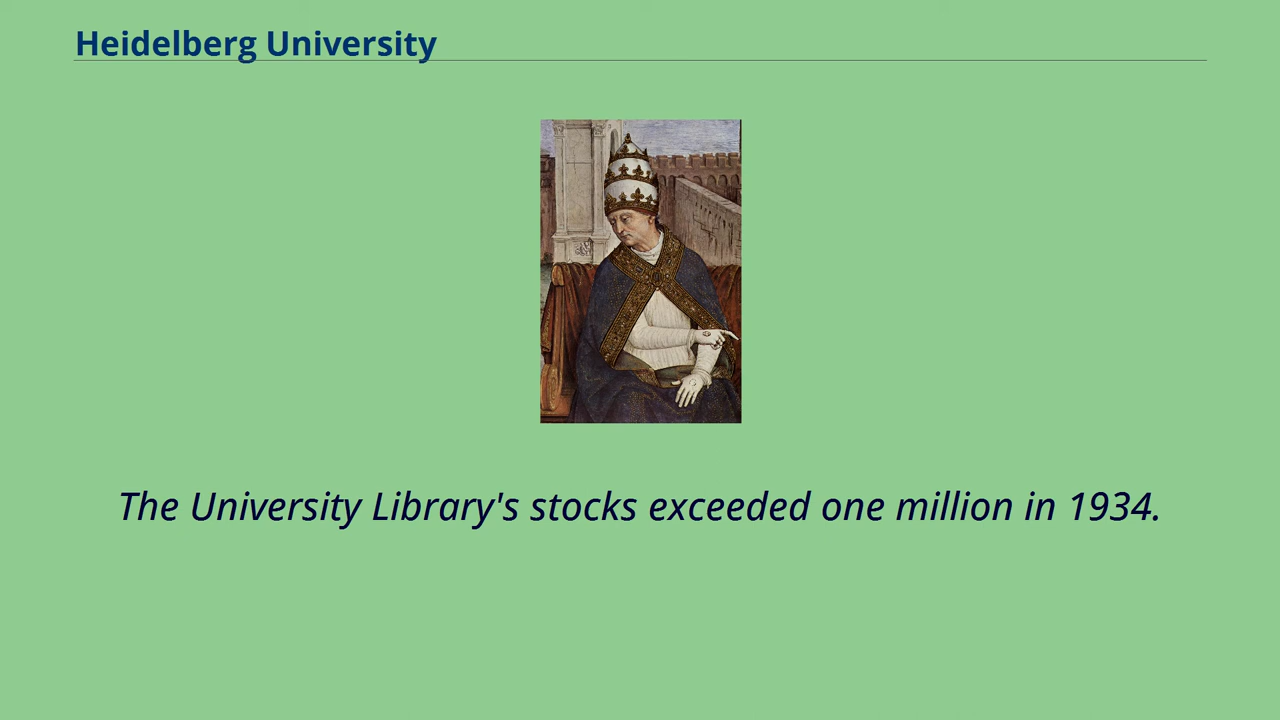 Heidelberg University
The University Library's stocks exceeded one million in 1934.